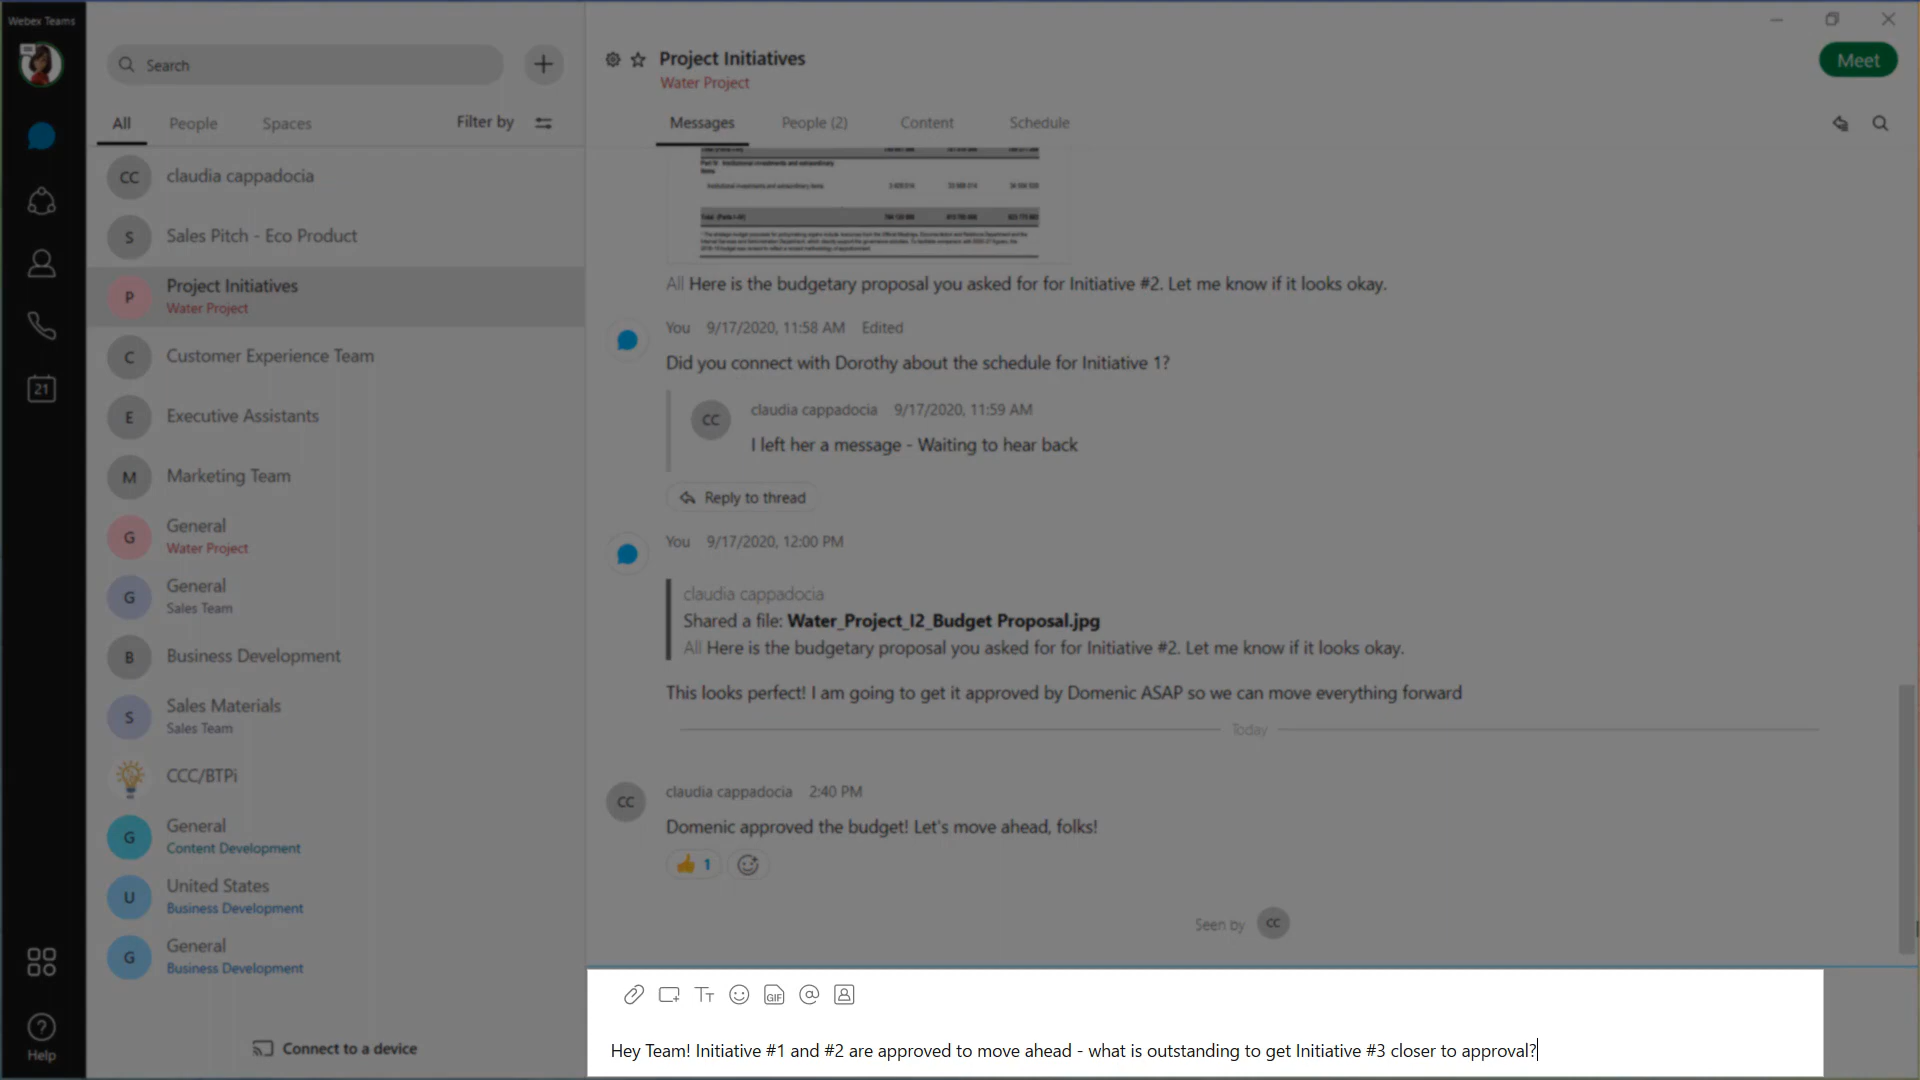 Webex Teams
Search
All People Spaces Filter by
CC claudia cappadocia
S Sales Pitch - Eco Product
P Project Initiatives
Water Project
C Customer Experience Team
E Executive Assistants
M Marketing Team
G General
Water Project
G General
Sales Team
B Business Development
S Sales Materials
Sales Team
CCC/BTPi
G General
Content Development
U United States
Business Development
G General
Business Development
21
Help
Connect to a device
Project Initiatives
Water Project
Meet
Messages People (2) Content Schedule
All Here is the budgetary proposal you asked for for Initiative #2. Let me know if it looks okay.
You 9/17/2020, 11:58 AM Edited
Did you connect with Dorothy about the schedule for Initiative 1?
CC claudia cappadocia 9/17/2020, 11:59 AM
I left her a message - Waiting to hear back
Reply to thread
You 9/17/2020, 12:00 PM
claudia cappadocia
Shared a file: Water_Project_I2_Budget Proposal.jpg
All Here is the budgetary proposal you asked for for Initiative #2. Let me know if it looks okay.
This looks perfect! I am going to get it approved by Domenic ASAP so we can move everything forward
Today
CC claudia cappadocia 2:40 PM
Domenic approved the budget! Let's move ahead, folks!
1
Seen by CC
GIF
Hey Team! Initiative #1 and #2 are approved to move ahead - what is outstanding to get Initiative #3 closer to approval?